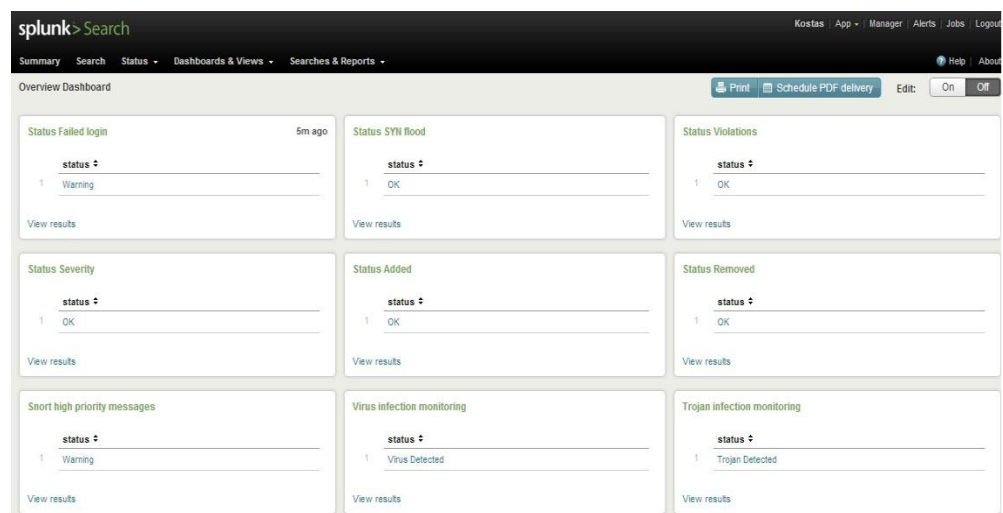 splunk> Search
Kostas | App | Manager | Alerts | Jobs | Logout
Summary Search Status Dashboards & Views Searches & Reports
Help | About
Overview Dashboard
Print Schedule PDF delivery Edit: On Off
Status Failed login 5m ago
status
1 Warning
View results
Status SYN flood
status
1 OK
View results
Status Violations
status
1 OK
View results
Status Severity
status
1 OK
View results
Status Added
status
1 OK
View results
Status Removed
status
1 OK
View results
Snort high priority messages
status
1 Warning
View results
Virus infection monitoring
status
1 Virus Detected
View results
Trojan infection monitoring
status
1 Trojan Detected
View results